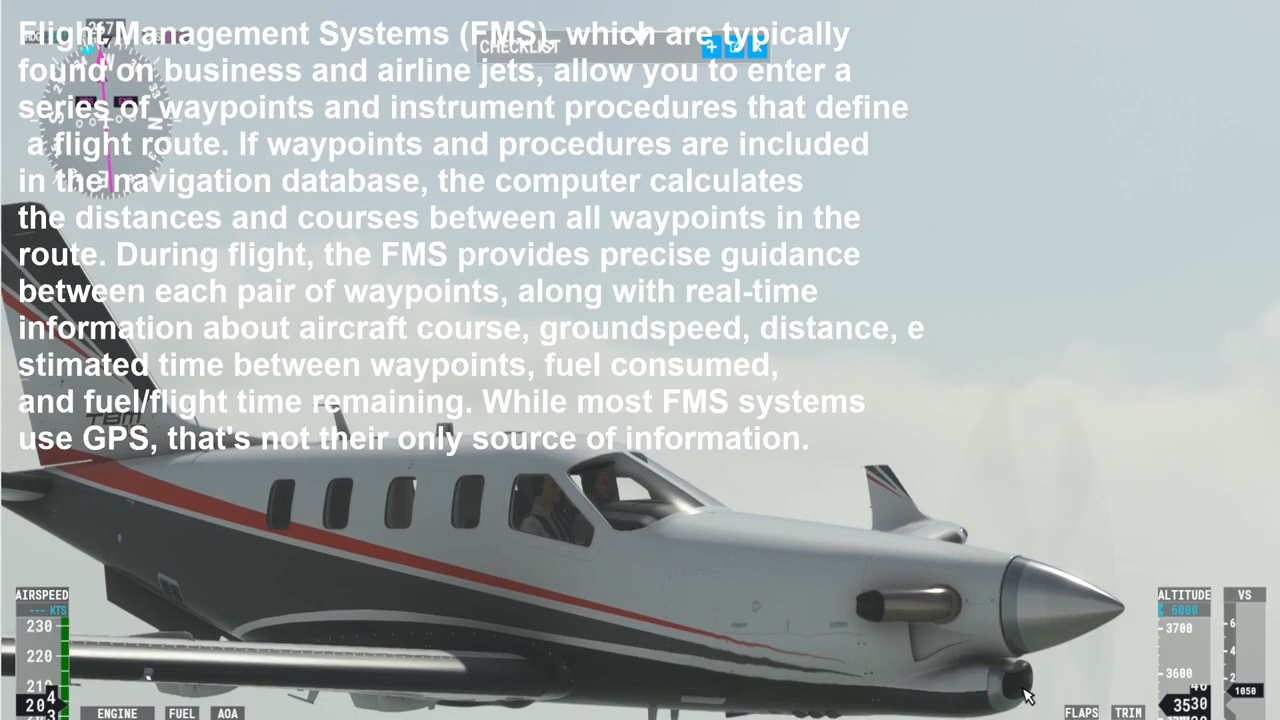 Flight Management Systems (FMS), which are typically
found on business and airline jets, allow you to enter a
series of waypoints and instrument procedures that define
a flight route. If waypoints and procedures are included
in the navigation database, the computer calculates
the distances and courses between all waypoints in the
route. During flight, the FMS provides precise guidance
between each pair of waypoints, along with real-time
information about aircraft course, groundspeed, distance, e
stimated time between waypoints, fuel consumed,
and fuel/flight time remaining. While most FMS systems
use GPS, that's not their only source of information.
CHECKLIST
AIRSPEED
--- KTS
230
220
204
ENGINE FUEL AOA
ALTITUDE
6000
3700
3600
3530
VS
6
4
2
1050
FLAPS TRIM